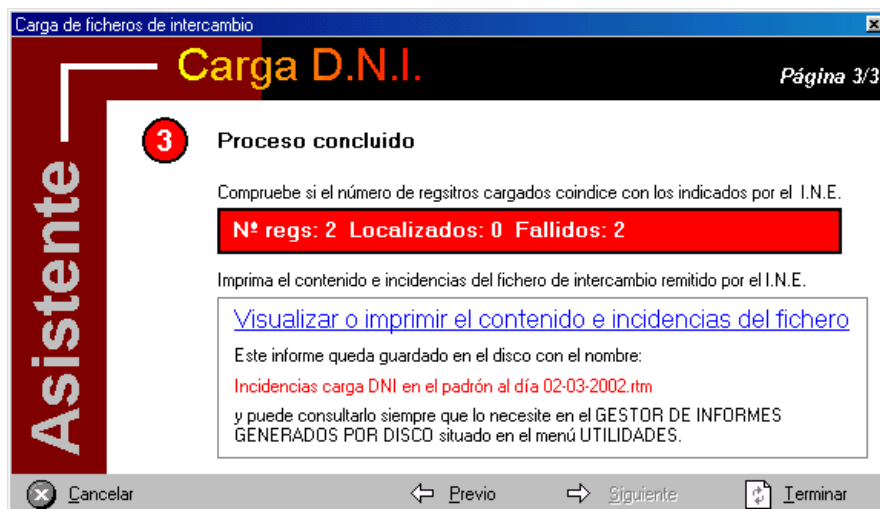 Carga de ficheros de intercambio
Carga D.N.I.
Página 3/3
Asistente
3
Proceso concluido
Compruebe si el número de regsitros cargados coindice con los indicados por el I.N.E.
Nº regs: 2 Localizados: 0 Fallidos: 2
Imprima el contenido e incidencias del fichero de intercambio remitido por el I.N.E.
Visualizar o imprimir el contenido e incidencias del fichero
Este informe queda guardado en el disco con el nombre:
Incidencias carga DNI en el padrón al día 02-03-2002.rtm
y puede consultarlo siempre que lo necesite en el GESTOR DE INFORMES
GENERADOS POR DISCO situado en el menú UTILIDADES.
Cancelar
Previo
Siguiente
Terminar